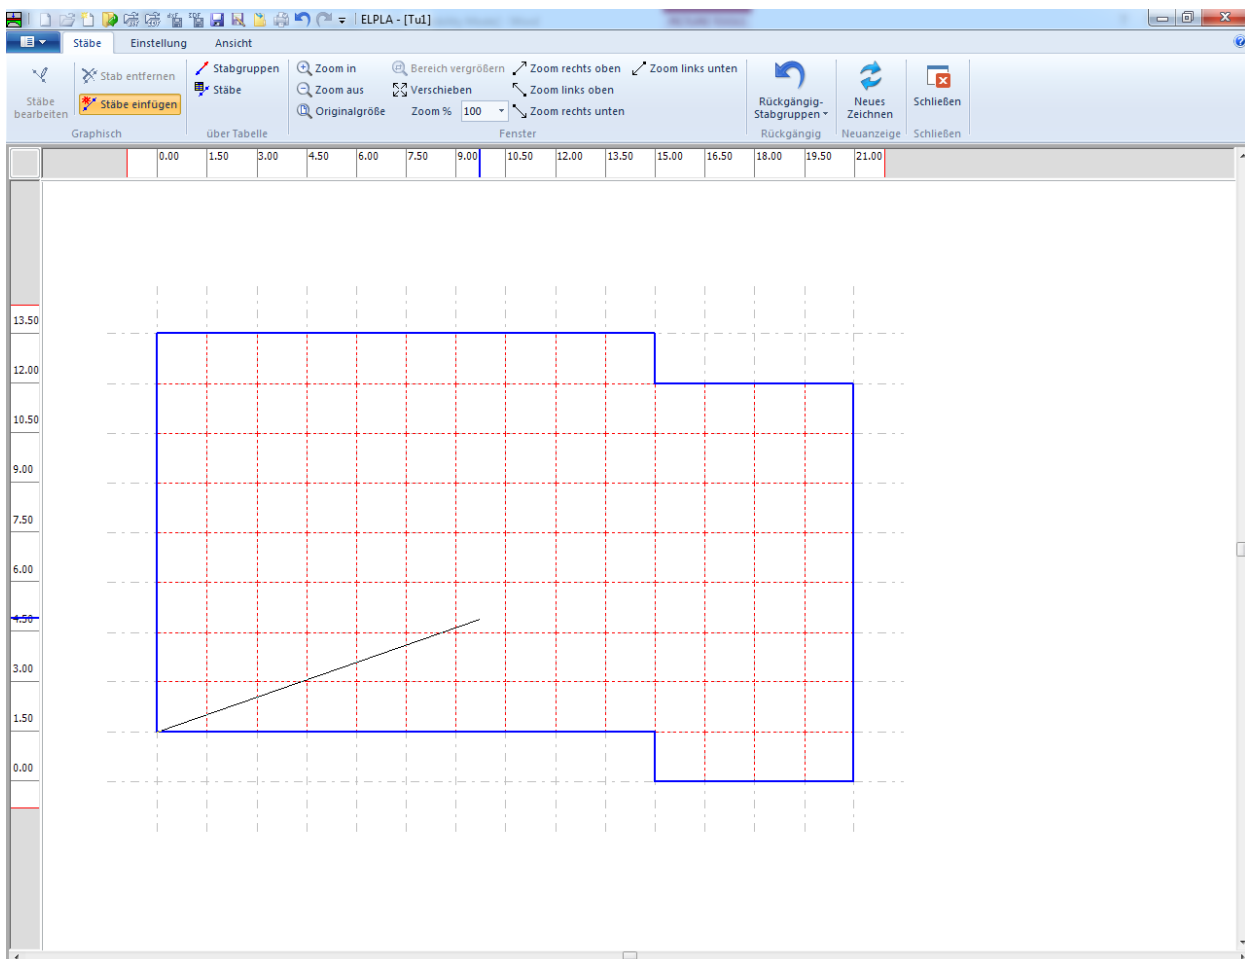 ELPLA - [Tu1]
Stäbe Einstellung Ansicht
Stäbe bearbeiten
Stab entfernen
Stäbe einfügen
Graphisch
Stabgruppen
Stäbe
über Tabelle
Zoom in
Zoom aus
Originalgröße
Bereich vergrößern
Verschieben
Zoom % 100
Zoom rechts oben
Zoom links oben
Zoom rechts unten
Zoom links unten
Fenster
Rückgängig-
Stabgruppen
Rückgängig
Neues
Zeichnen
Neuanzeige
Schließen
Schließen
0.00 1.50 3.00 4.50 6.00 7.50 9.00 10.50 12.00 13.50 15.00 16.50 18.00 19.50 21.00
13.50
12.00
10.50
9.00
7.50
6.00
4.50
3.00
1.50
0.00